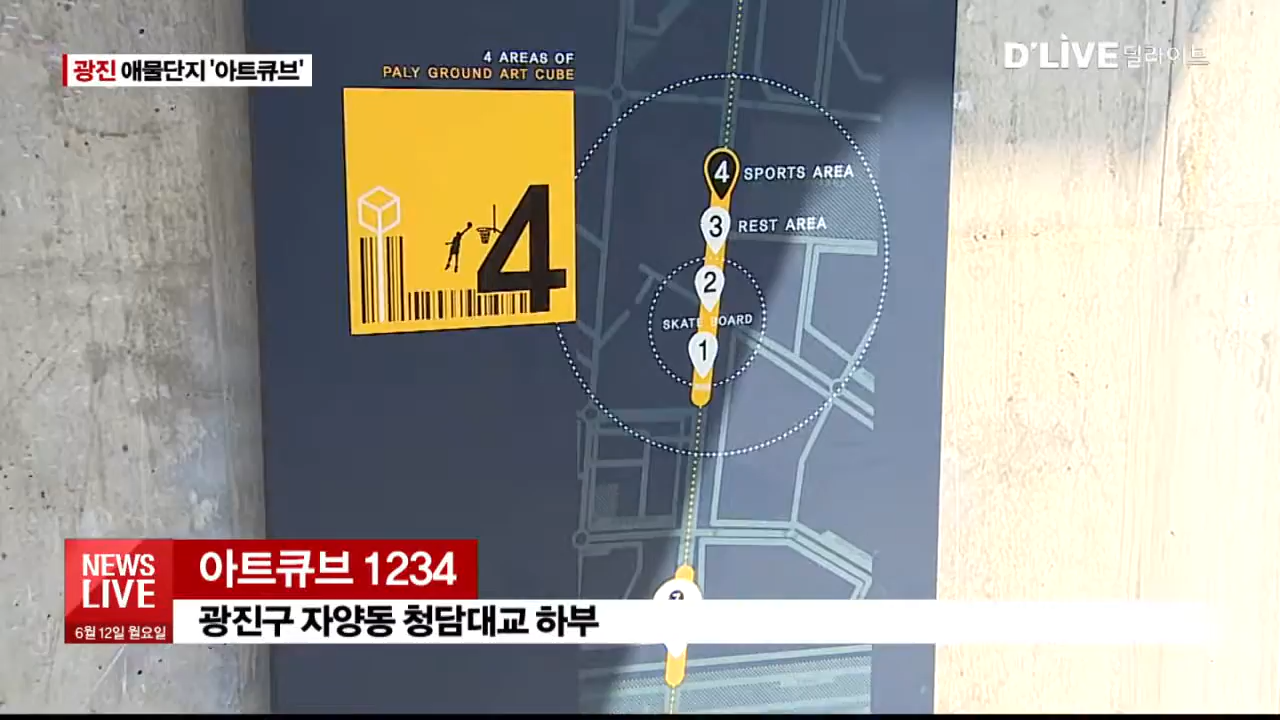 광진 애물단지 '아트큐브'
D'LIVE 딜라이브
4 AREAS OF
PALY GROUND ART CUBE
4
4 SPORTS AREA
3 REST AREA
2
SKATE BOARD
1
NEWS
LIVE
6월 12일 월요일
아트큐브 1234
광진구 자양동 청담대교 하부